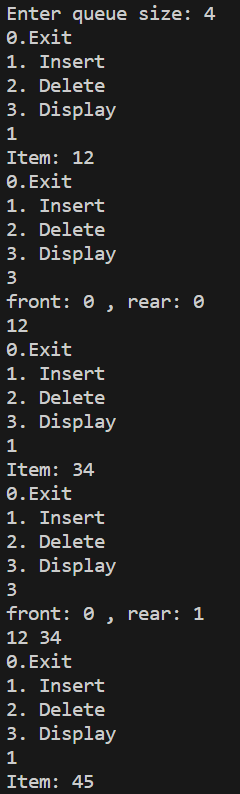 Enter queue size: 4
0.Exit
1. Insert
2. Delete
3. Display
1
Item: 12
0.Exit
1. Insert
2. Delete
3. Display
3
front: 0 , rear: 0
12
0.Exit
1. Insert
2. Delete
3. Display
1
Item: 34
0.Exit
1. Insert
2. Delete
3. Display
3
front: 0 , rear: 1
12 34
0.Exit
1. Insert
2. Delete
3. Display
1
Item: 45